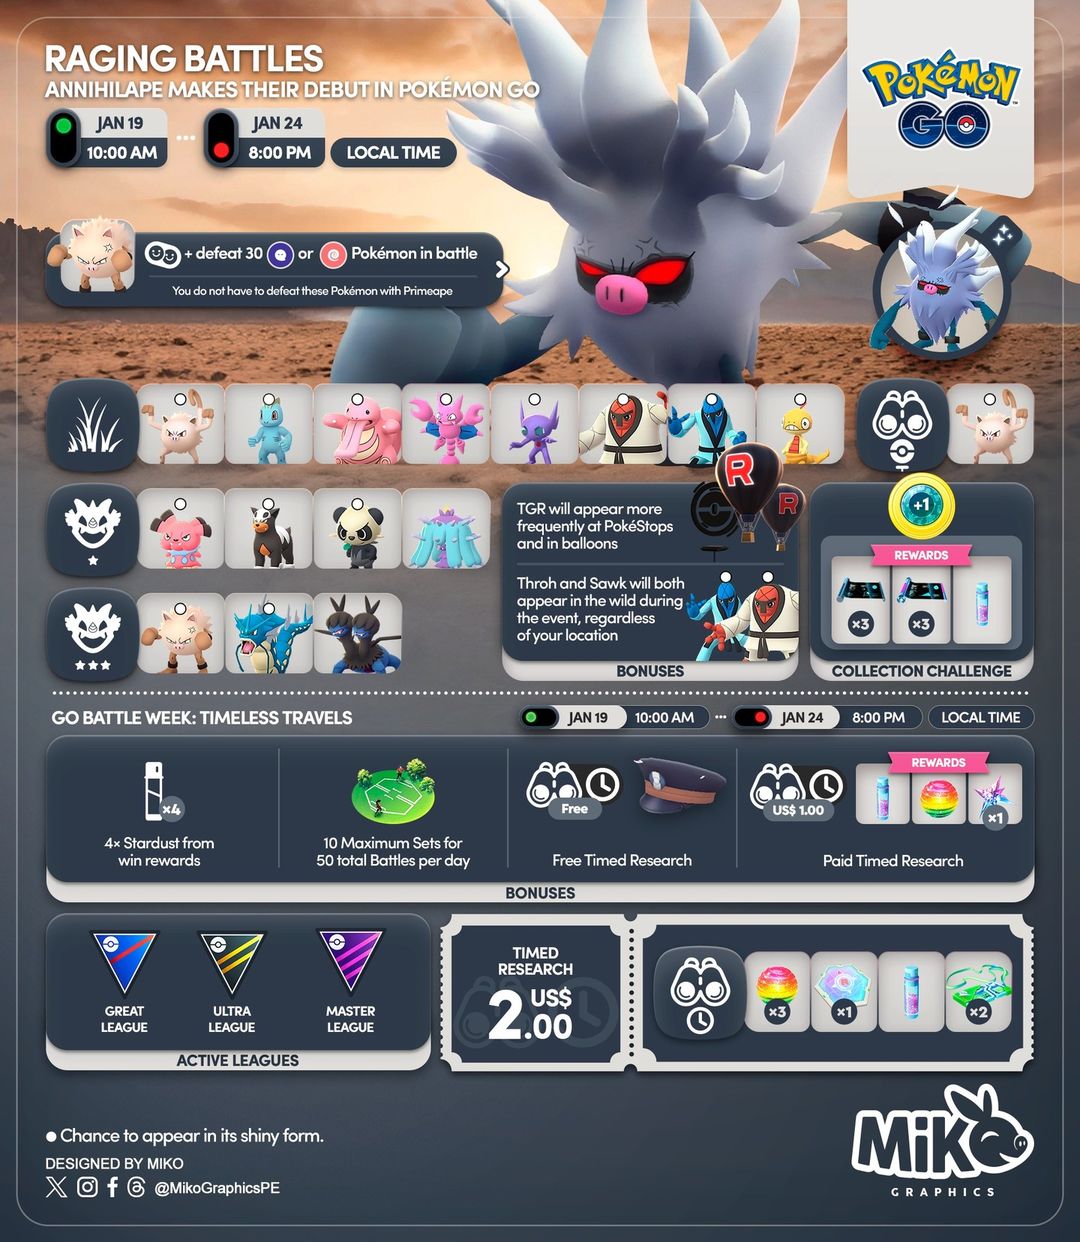 RAGING BATTLES
ANNIHILAPE MAKES THEIR DEBUT IN POKÉMON GO
JAN 19
10:00 AM
JAN 24
8:00 PM
LOCAL TIME
POKÉMON
GO
+ defeat 30 or Pokémon in battle
You do not have to defeat these Pokémon with Primeape
TGR will appear more
frequently at PokéStops
and in balloons
R
R
Throh and Sawk will both
appear in the wild during
the event, regardless
of your location
BONUSES
+1
REWARDS
×3
×3
COLLECTION CHALLENGE
GO BATTLE WEEK: TIMELESS TRAVELS
JAN 19 10:00 AM
JAN 24 8:00 PM
LOCAL TIME
×4
4× Stardust from
win rewards
10 Maximum Sets for
50 total Battles per day
Free
Free Timed Research
US$ 1.00
REWARDS
×1
Paid Timed Research
BONUSES
GREAT
LEAGUE
ULTRA
LEAGUE
MASTER
LEAGUE
ACTIVE LEAGUES
TIMED
RESEARCH
US$
2.00
×3
×1
×2
Chance to appear in its shiny form.
DESIGNED BY MIKO
@MikoGraphicsPE
MiKO
GRAPHICS